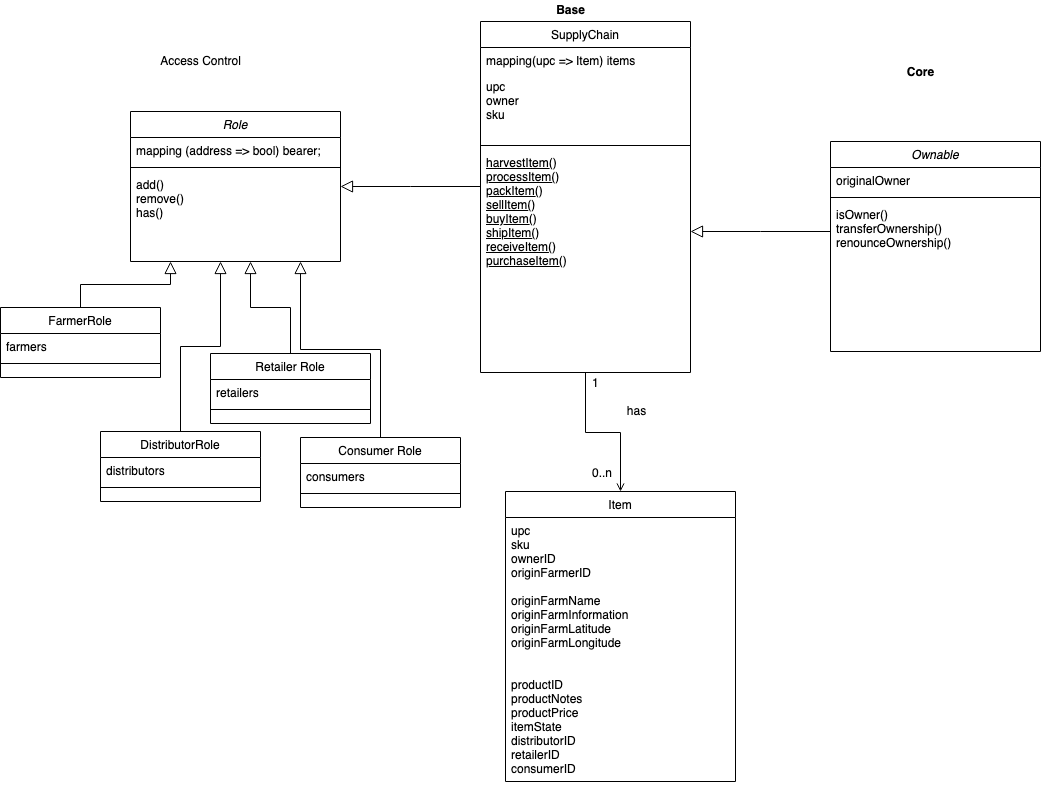 Base
SupplyChain
mapping(upc => Item) items
upc
owner
sku
harvestItem()
processItem()
packItem()
sellItem()
buyItem()
shipItem()
receiveItem()
purchaseItem()
Access Control
Role
mapping (address => bool) bearer;
add()
remove()
has()
Core
Ownable
originalOwner
isOwner()
transferOwnership()
renounceOwnership()
FarmerRole
farmers
Retailer Role
retailers
DistributorRole
distributors
Consumer Role
consumers
1
has
0..n
Item
upc
sku
ownerID
originFarmerID
originFarmName
originFarmInformation
originFarmLatitude
originFarmLongitude
productID
productNotes
productPrice
itemState
distributorID
retailerID
consumerID